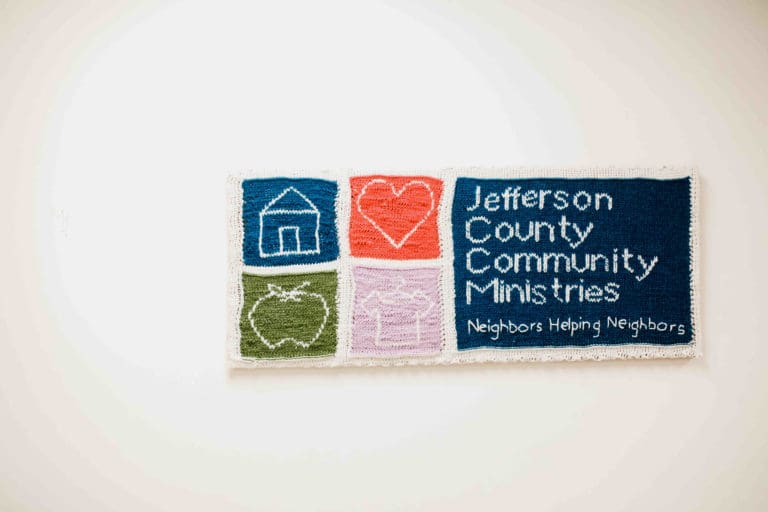 Jefferson
County
Community
Ministries
Neighbors Helping Neighbors